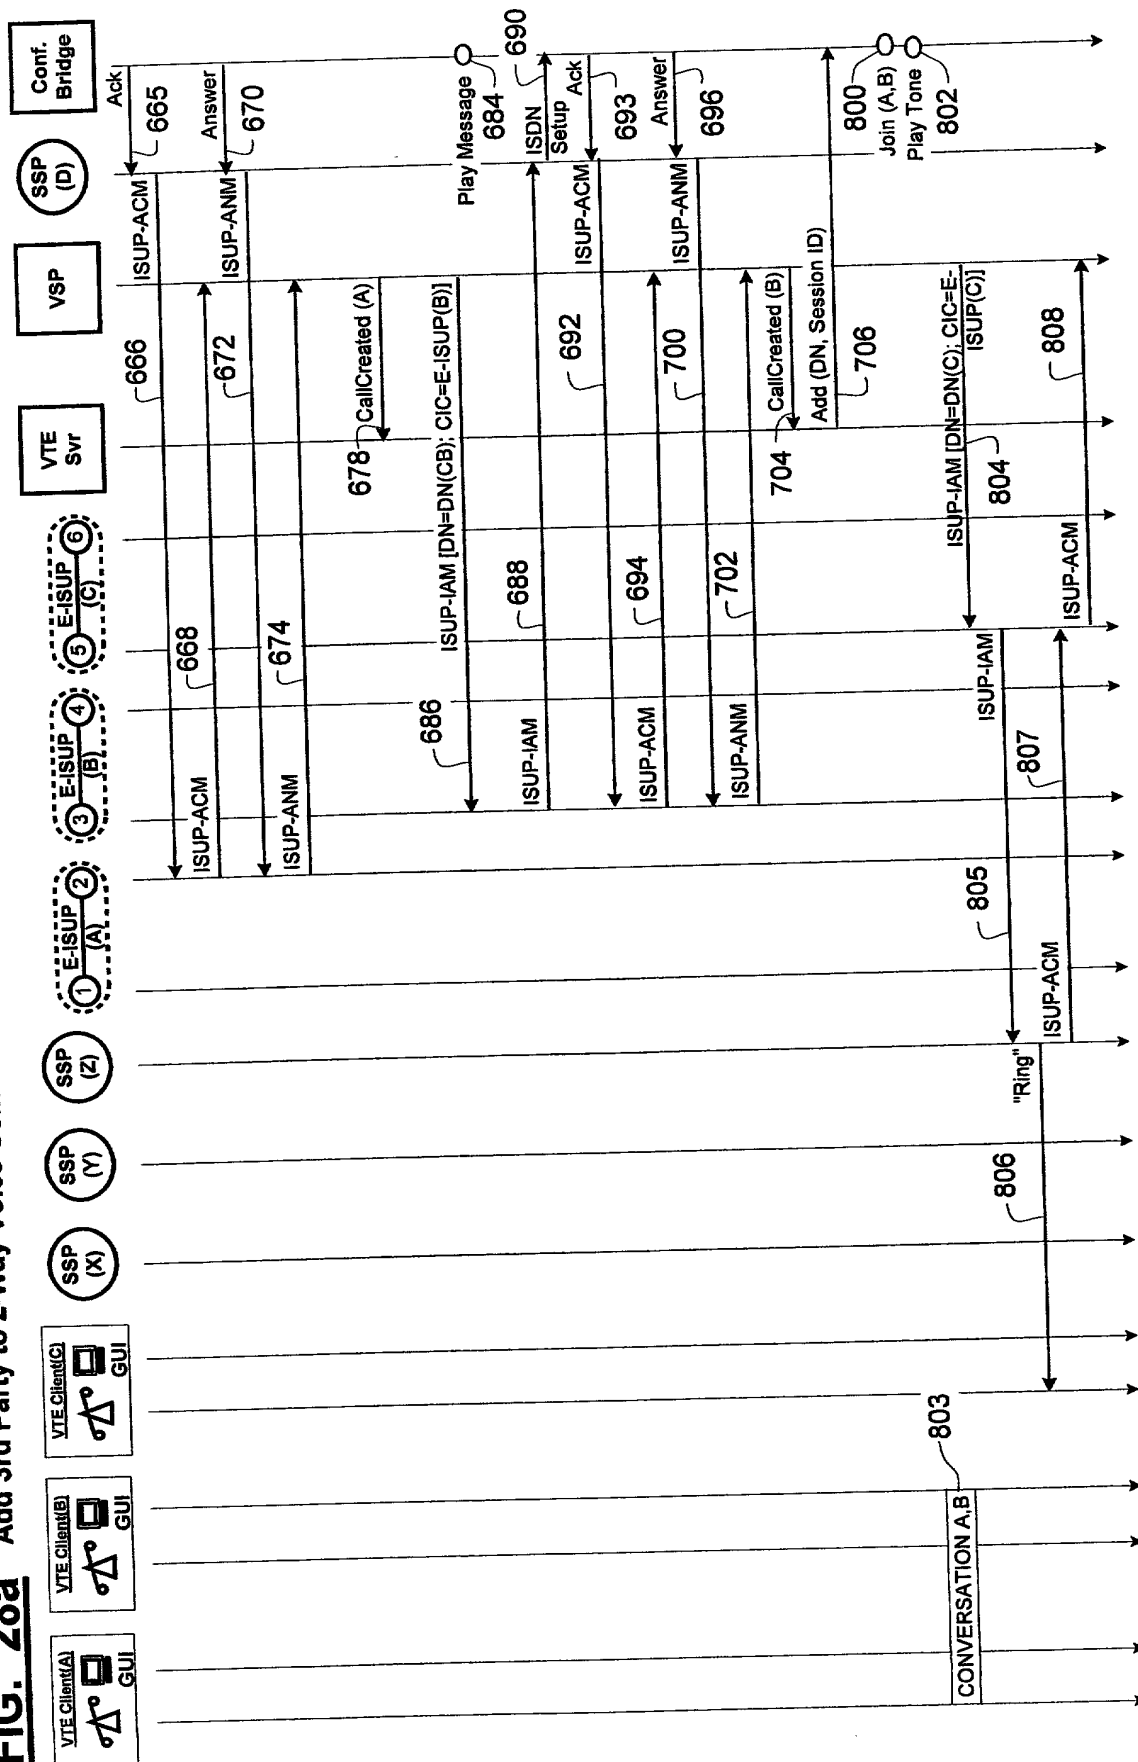 FIG. 28a Add 3rd Party to 2 Way
VTE Client(A)
GUI
VTE Client(B)
GUI
VTE Client(C)
GUI
SSP
(X)
SSP
(Y)
SSP
(Z)
1 E-ISUP 2
(A)
3 E-ISUP 4
(B)
5 E-ISUP 6
(C)
VTE
Svr
VSP
SSP
(D)
Conf.
Bridge
Ack
665
ISUP-ACM
666
ISUP-ACM
668
Answer
670
ISUP-ANM
672
ISUP-ANM
674
678
CallCreated (A)
Play Message
684
ISUP-IAM [DN=DN(CB); CIC=E-ISUP(B)]
686
ISUP-IAM
688
ISDN
Setup
690
Ack
693
ISUP-ACM
692
ISUP-ACM
694
Answer
696
ISUP-ANM
700
ISUP-ANM
702
704
CallCreated (B)
Add (DN, Session ID)
706
800
Join (A,B)
Play Tone
802
CONVERSATION A,B
803
ISUP-IAM [DN=DN(C); CIC=E-
ISUP(C)]
804
ISUP-IAM
805
"Ring"
806
ISUP-ACM
807
ISUP-ACM
808